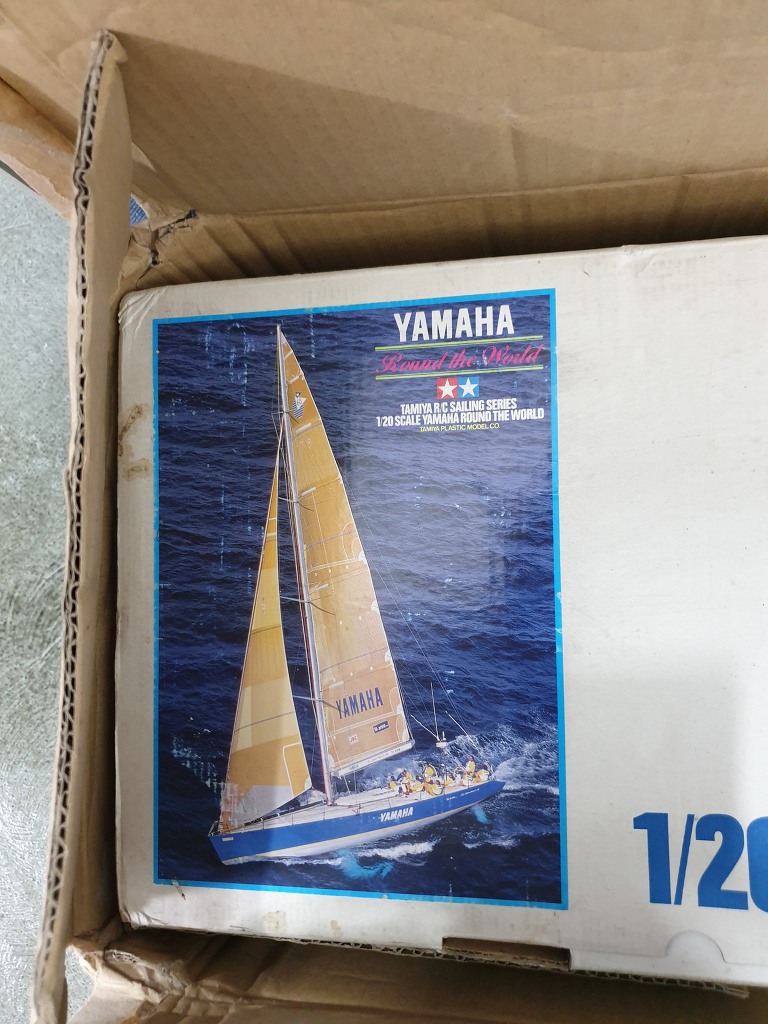 YAMAHA
Round the World
TAMIYA R/C SAILING SERIES
1/20 SCALE YAMAHA ROUND THE WORLD
TAMIYA PLASTIC MODEL CO.
YAMAHA
YAMAHA
1/20